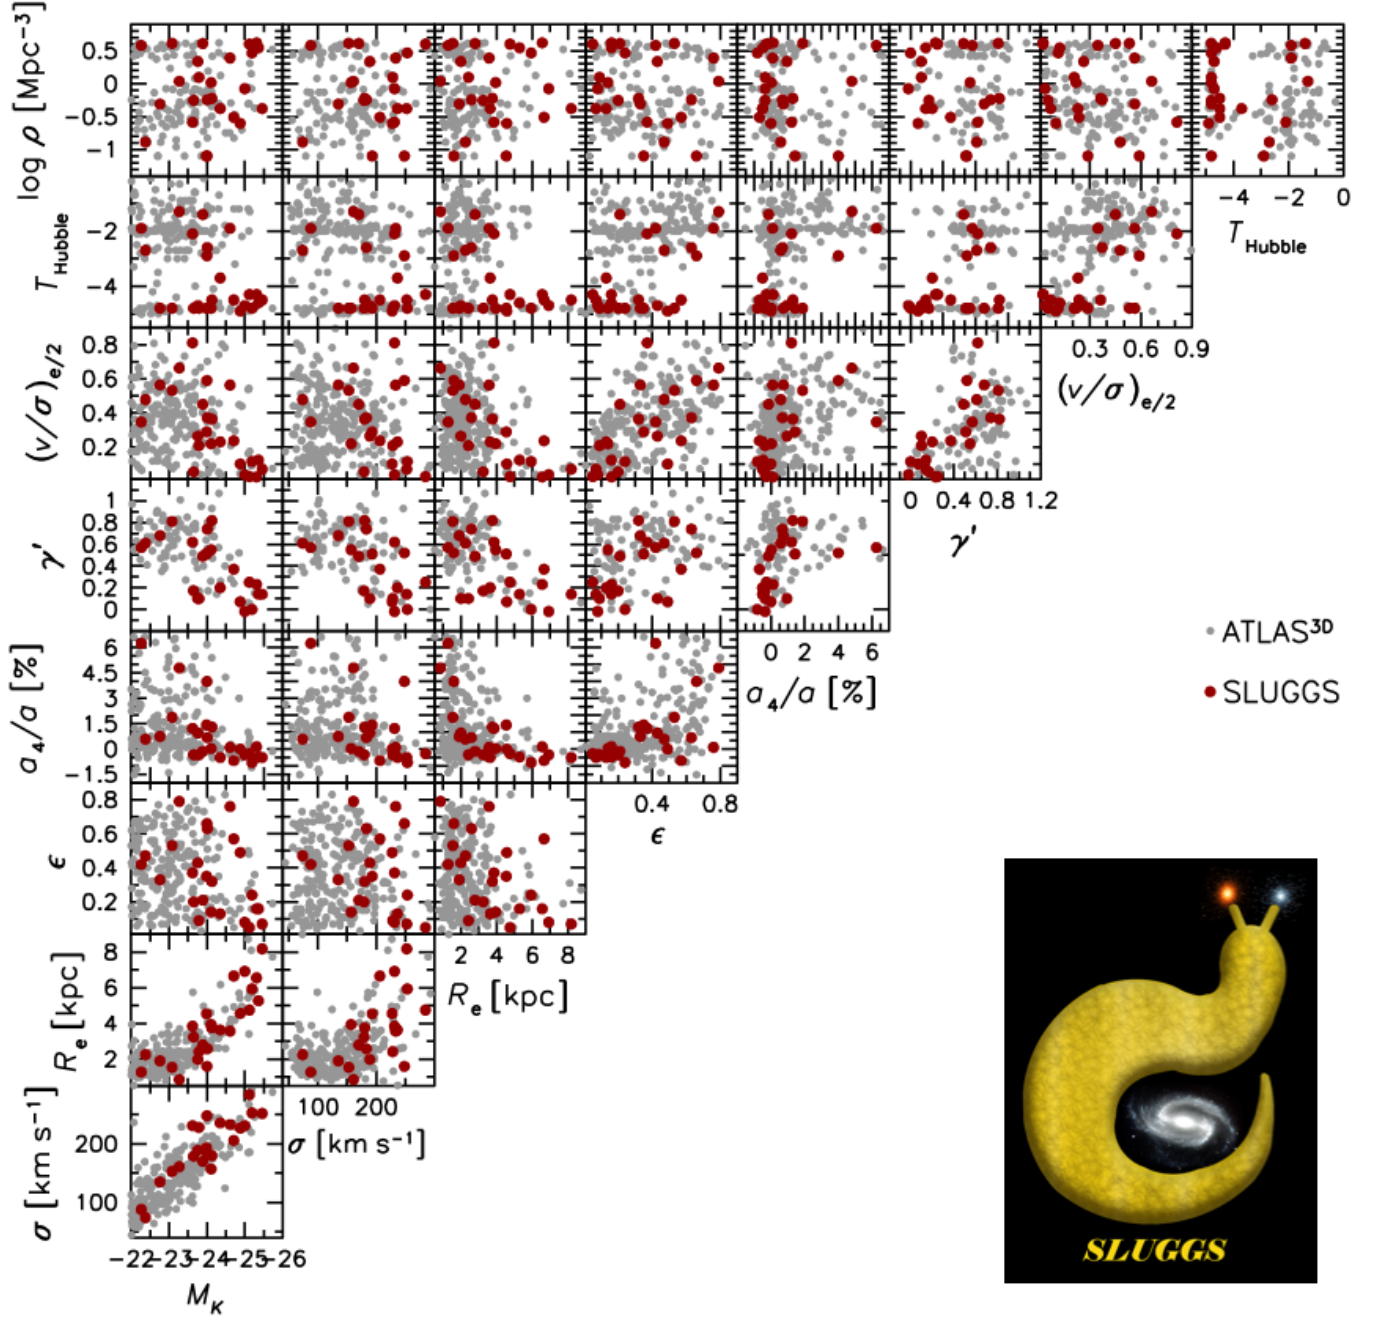 log ρ [Mpc⁻³]
0.5
0
−0.5
−1
−4 −2 0
T_Hubble
T_Hubble
−2
−4
0.3 0.6 0.9
(v/σ)_e/2
(v/σ)_e/2
0.8
0.6
0.4
0.2
0 0.4 0.8 1.2
γ'
γ'
1
0.8
0.6
0.4
0.2
0
0 2 4 6
a₄/a [%]
ATLAS³ᴰ
SLUGGS
a₄/a [%]
6
4.5
3
1.5
0
−1.5
0.4 0.8
ϵ
ϵ
0.8
0.6
0.4
0.2
2 4 6 8
R_e [kpc]
R_e [kpc]
8
6
4
2
100 200
σ [km s⁻¹]
σ [km s⁻¹]
200
100
−22 −23 −24 −25 −26
M_K
SLUGGS